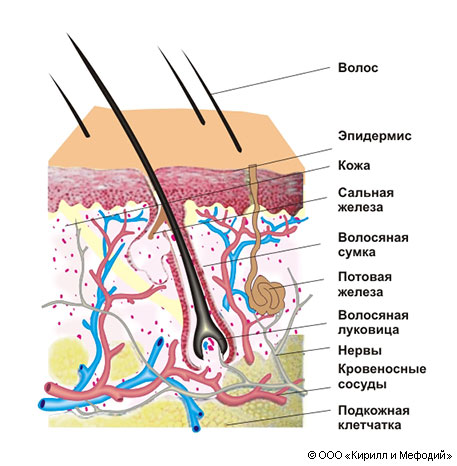 Волос
Эпидермис
Кожа
Сальная
железа
Волосяная
сумка
Потовая
железа
Волосяная
луковица
Нервы
Кровеносные
сосуды
Подкожная
клетчатка
© ООО «Кирилл и Мефодий»